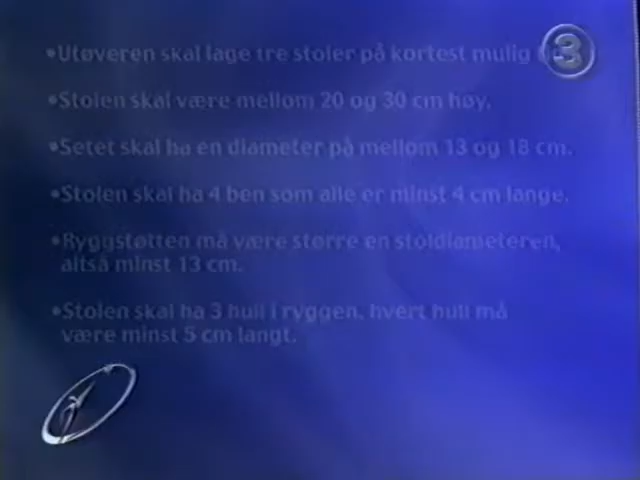 •Utøveren skal lage tre stoler på kortest mulig
3
•Stolen skal være mellom 20 og 30 cm høy.
•Setet skal ha en diameter på mellom 13 og 18 cm.
•Stolen skal ha 4 ben som alle er minst 4 cm lange.
•Ryggstøtten må være større en stoldiameteren,
altså minst 13 cm.
•Stolen skal ha 3 hull i ryggen, hvert hull må
være minst 5 cm langt.